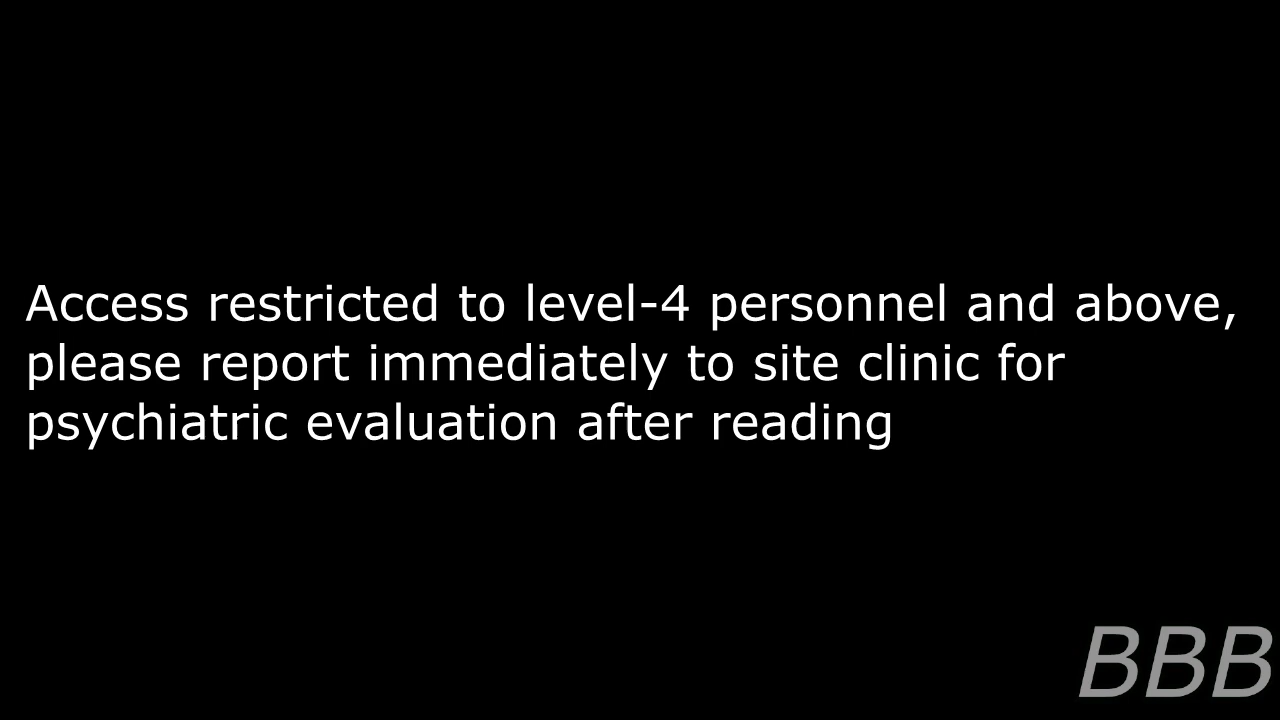 Access restricted to level-4 personnel and above,
please report immediately to site clinic for
psychiatric evaluation after reading
BBB